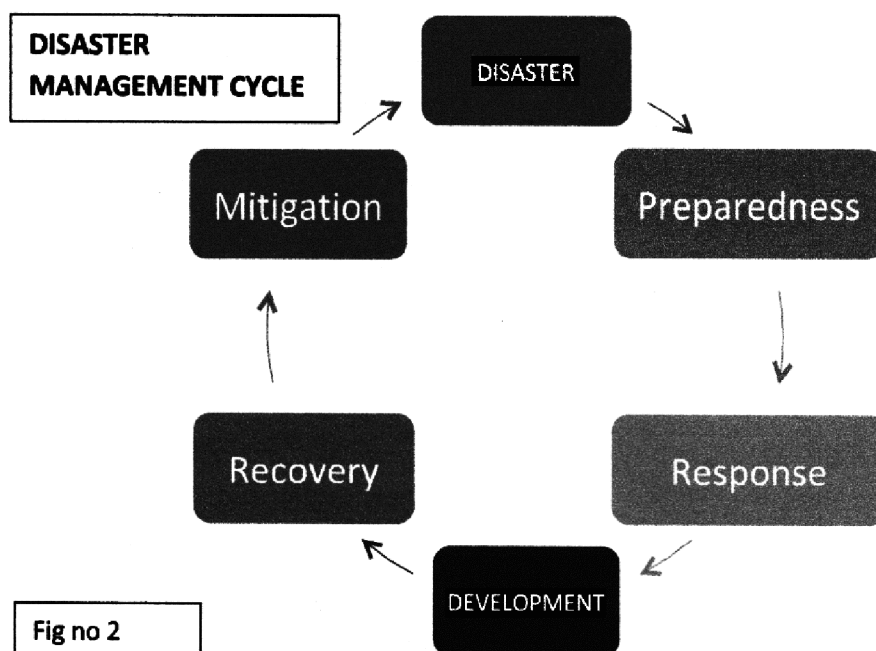 DISASTER
MANAGEMENT CYCLE
DISASTER
Mitigation
Preparedness
Recovery
Response
DEVELOPMENT
Fig no 2